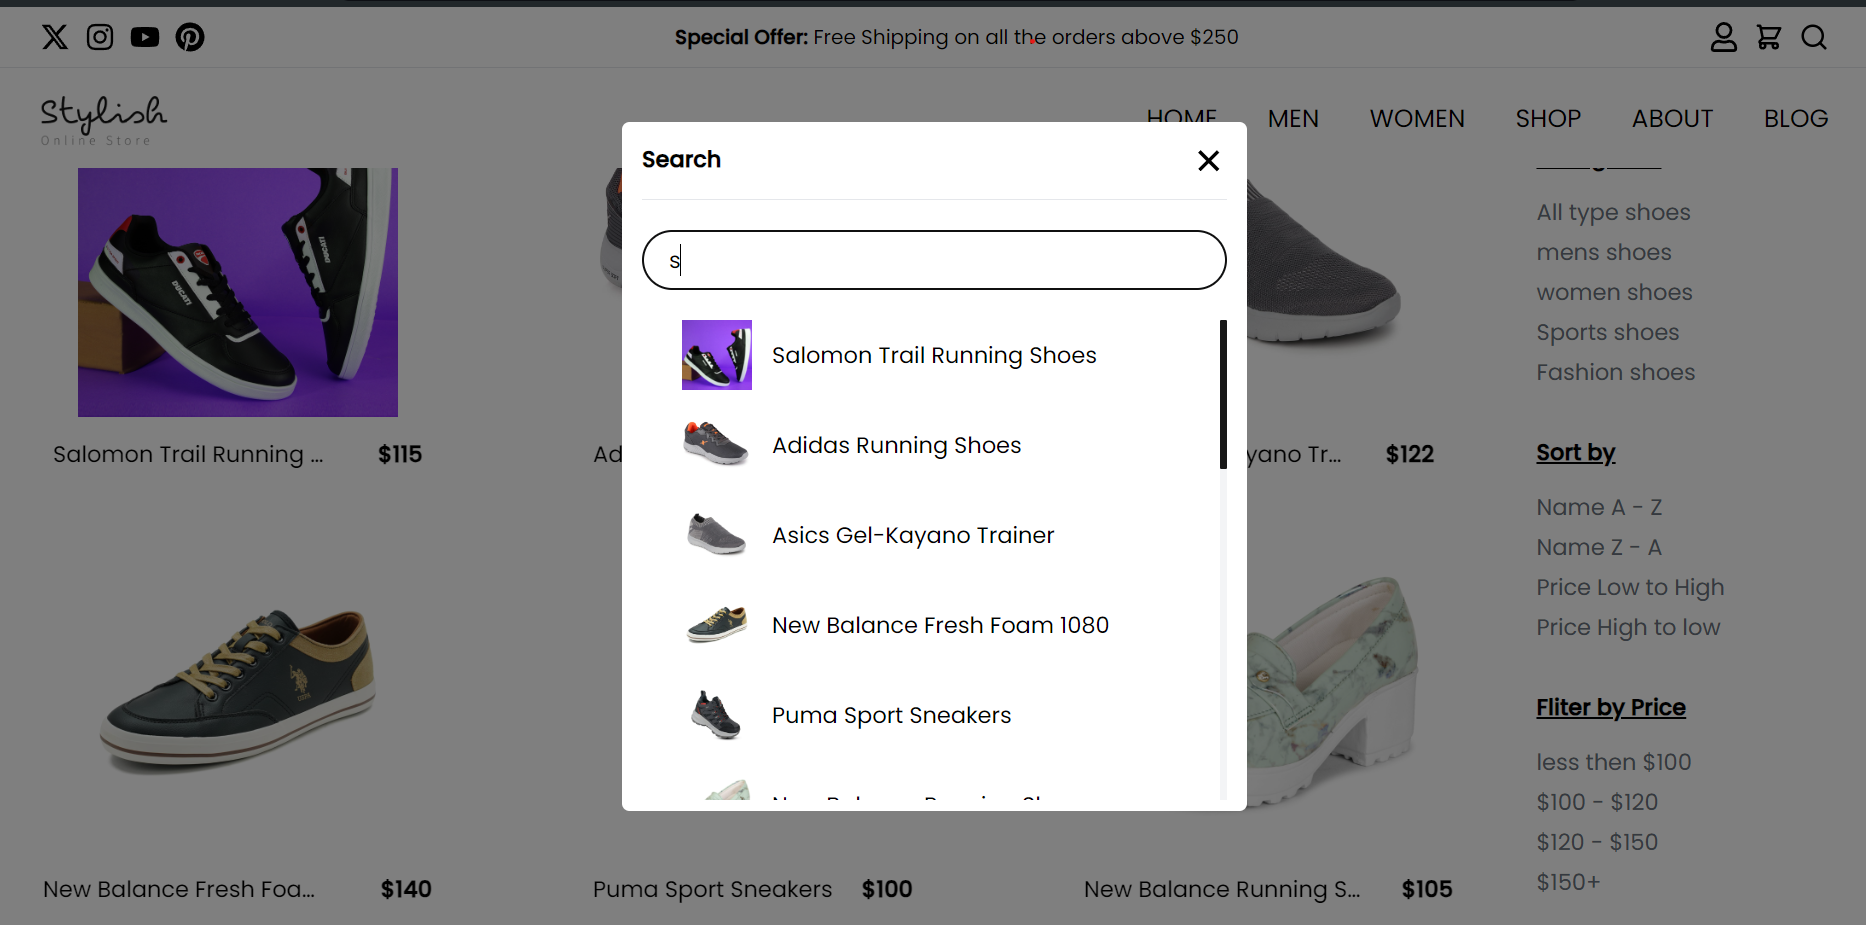 Special Offer: Free Shipping on all the orders above $250
Stylish
Online Store
HOME MEN WOMEN SHOP ABOUT BLOG
Search
s
Salomon Trail Running Shoes
Adidas Running Shoes
Asics Gel-Kayano Trainer
New Balance Fresh Foam 1080
Puma Sport Sneakers
DUCATI
DUCATI
Salomon Trail Running ... $115
Ad
yano Tr... $122
New Balance Fresh Foa... $140
Puma Sport Sneakers $100
New Balance Running S... $105
All type shoes
mens shoes
women shoes
Sports shoes
Fashion shoes
Sort by
Name A - Z
Name Z - A
Price Low to High
Price High to low
Fliter by Price
less then $100
$100 - $120
$120 - $150
$150+